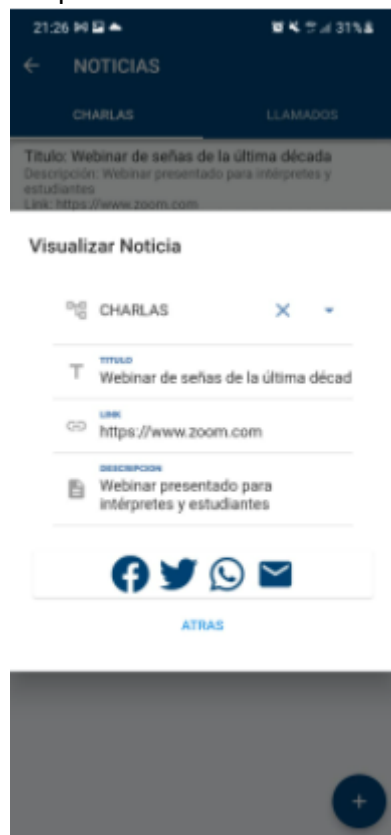 21:26
31%
NOTICIAS
CHARLAS
LLAMADOS
Titulo: Webinar de señas de la última década
Descripción: Webinar presentado para intérpretes y
estudiantes
Link: https://www.zoom.com
Visualizar Noticia
CHARLAS
TITULO
Webinar de señas de la última décad
LINK
https://www.zoom.com
DESCRIPCION
Webinar presentado para
intérpretes y estudiantes
ATRAS